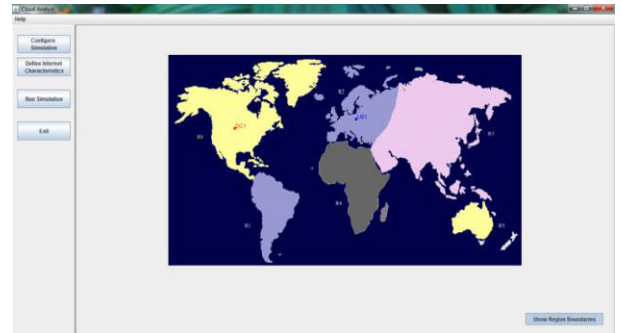 Cloud Analyst
Help
Configure
Simulation
Define Internet
Characteristics
Run Simulation
Exit
R0
DC1
R2
UB1
R3
R1
R4
R5
Show Region Boundaries